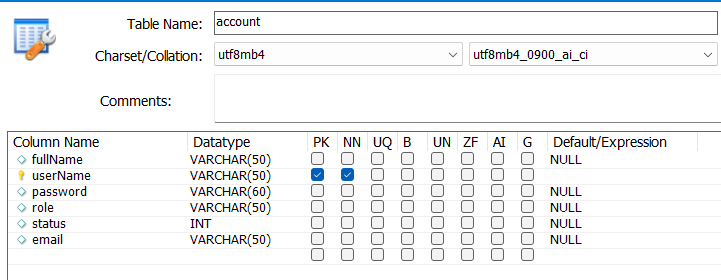 Table Name: account
Charset/Collation: utf8mb4 utf8mb4_0900_ai_ci
Comments:
Column Name Datatype PK NN UQ B UN ZF AI G Default/Expression
fullName VARCHAR(50) NULL
userName VARCHAR(50)
password VARCHAR(60) NULL
role VARCHAR(50) NULL
status INT NULL
email VARCHAR(50) NULL